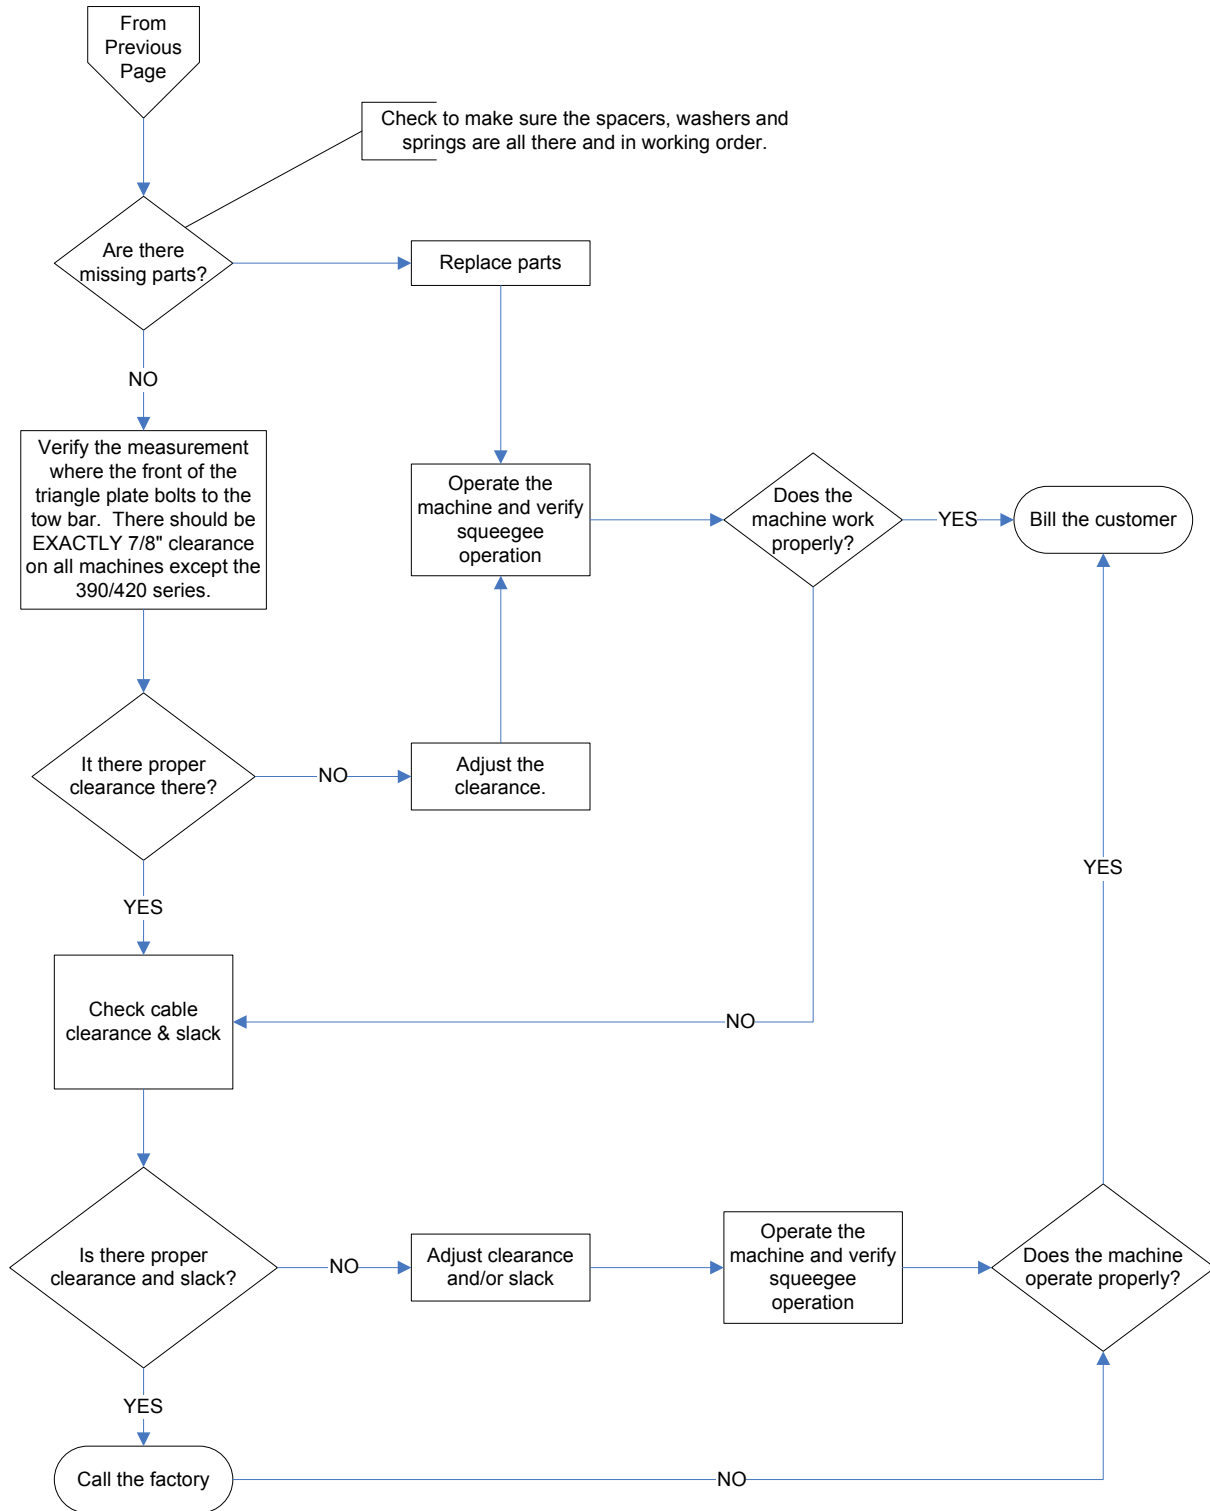 From
Previous
Page
Check to make sure the spacers, washers and
springs are all there and in working order.
Are there
missing parts?
Replace parts
NO
Verify the measurement
where the front of the
triangle plate bolts to the
tow bar.  There should be
EXACTLY 7/8" clearance
on all machines except the
390/420 series.
Operate the
machine and verify
squeegee
operation
Does the
machine work
properly?
YES
Bill the customer
It there proper
clearance there?
NO
Adjust the
clearance.
YES
YES
Check cable
clearance & slack
NO
Is there proper
clearance and slack?
NO
Adjust clearance
and/or slack
Operate the
machine and verify
squeegee
operation
Does the machine
operate properly?
YES
Call the factory
NO